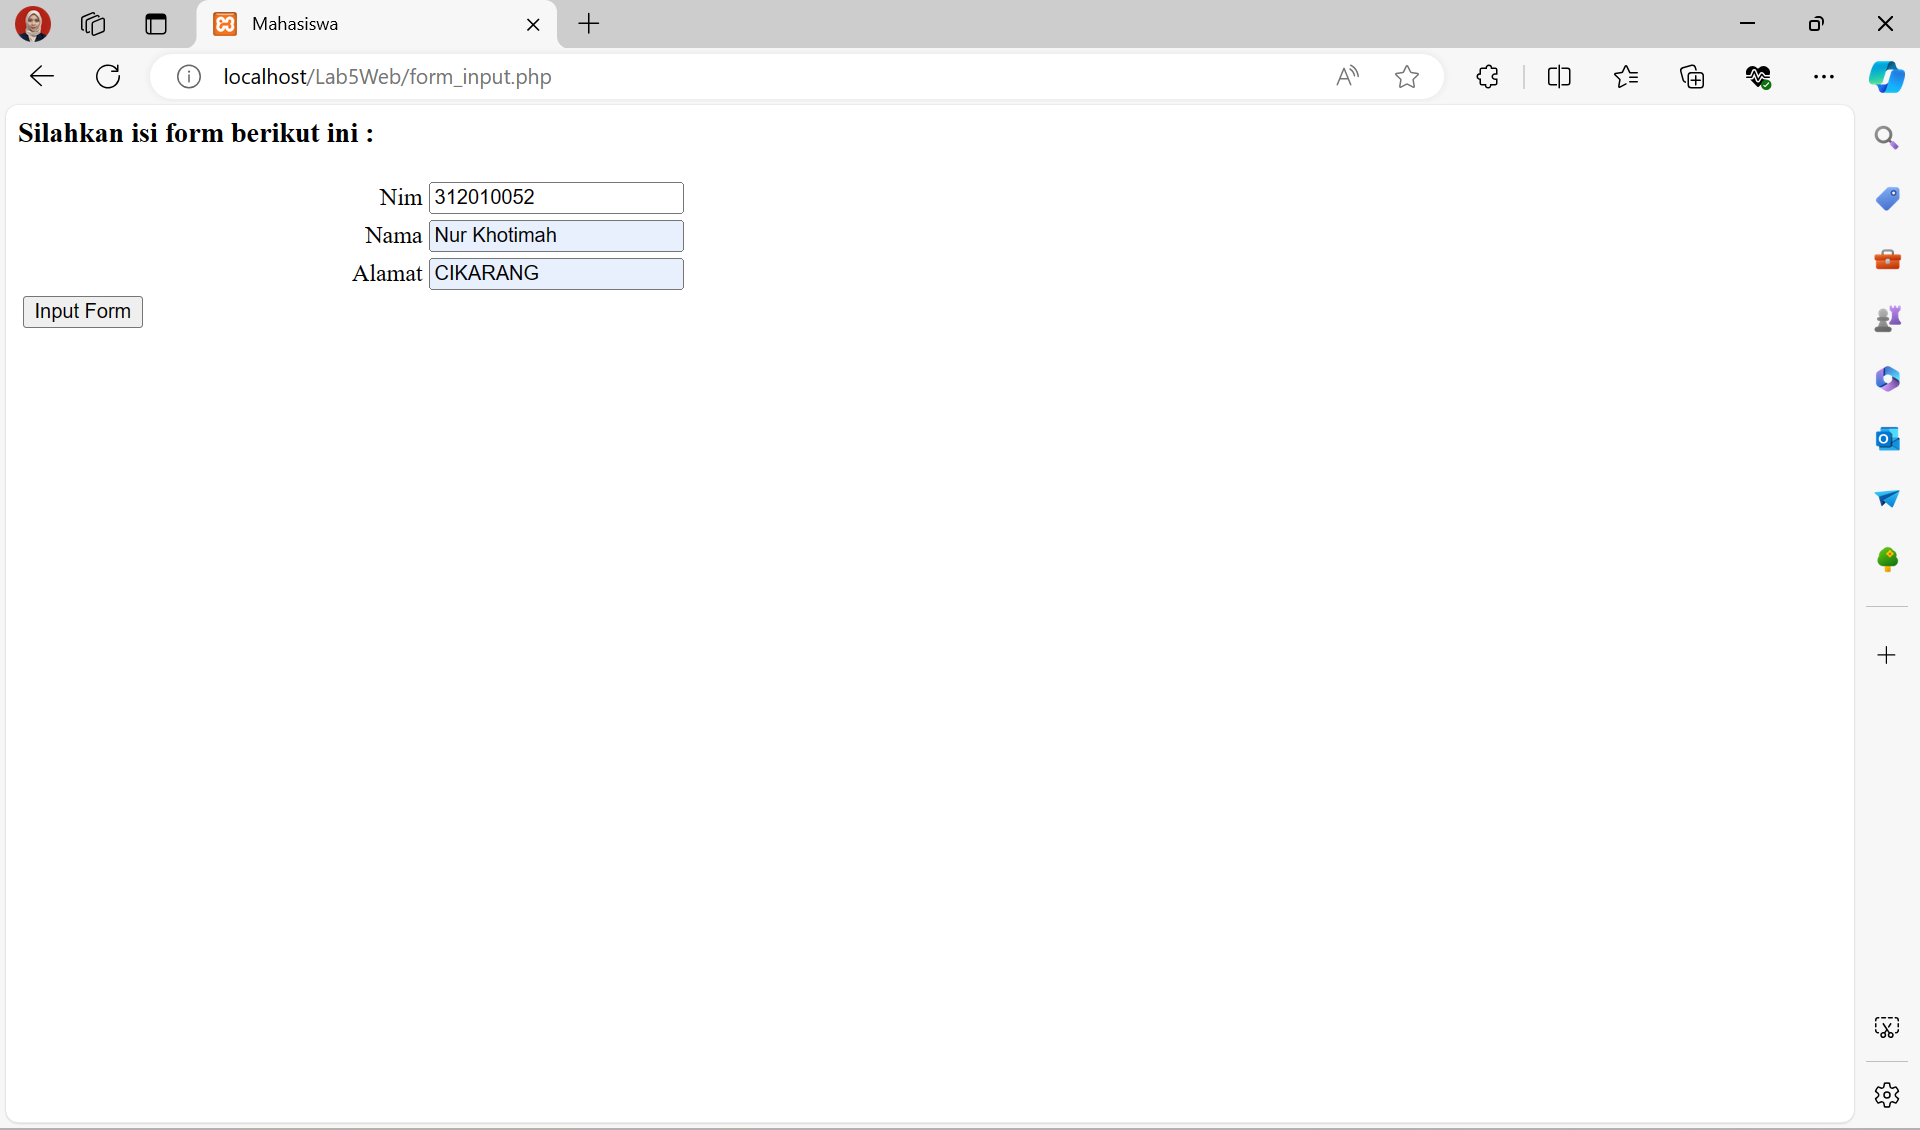 Mahasiswa
localhost/Lab5Web/form_input.php
Silahkan isi form berikut ini :
Nim 312010052
Nama Nur Khotimah
Alamat CIKARANG
Input Form